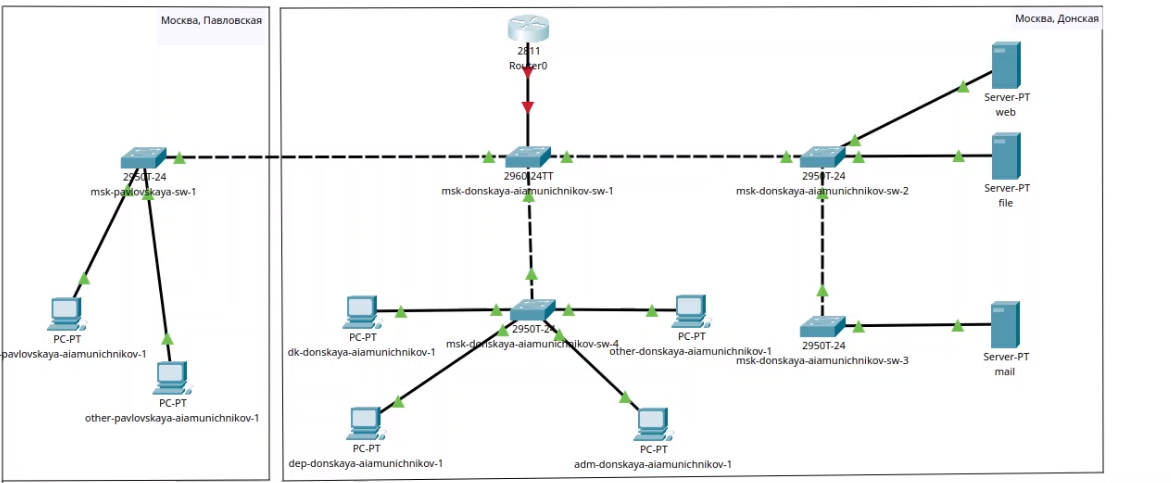 Москва, Павловская
Москва, Донская
2811
Router0
Server-PT
web
2950T-24
msk-pavlovskaya-sw-1
2960-24TT
msk-donskaya-aiamunichnikov-sw-1
2950T-24
msk-donskaya-aiamunichnikov-sw-2
Server-PT
file
PC-PT
-pavlovskaya-aiamunichnikov-1
PC-PT
dk-donskaya-aiamunichnikov-1
2950T-24
msk-donskaya-aiamunichnikov-sw-4
PC-PT
other-donskaya-aiamunichnikov-1
2950T-24
msk-donskaya-aiamunichnikov-sw-3
Server-PT
mail
PC-PT
other-pavlovskaya-aiamunichnikov-1
PC-PT
dep-donskaya-aiamunichnikov-1
PC-PT
adm-donskaya-aiamunichnikov-1